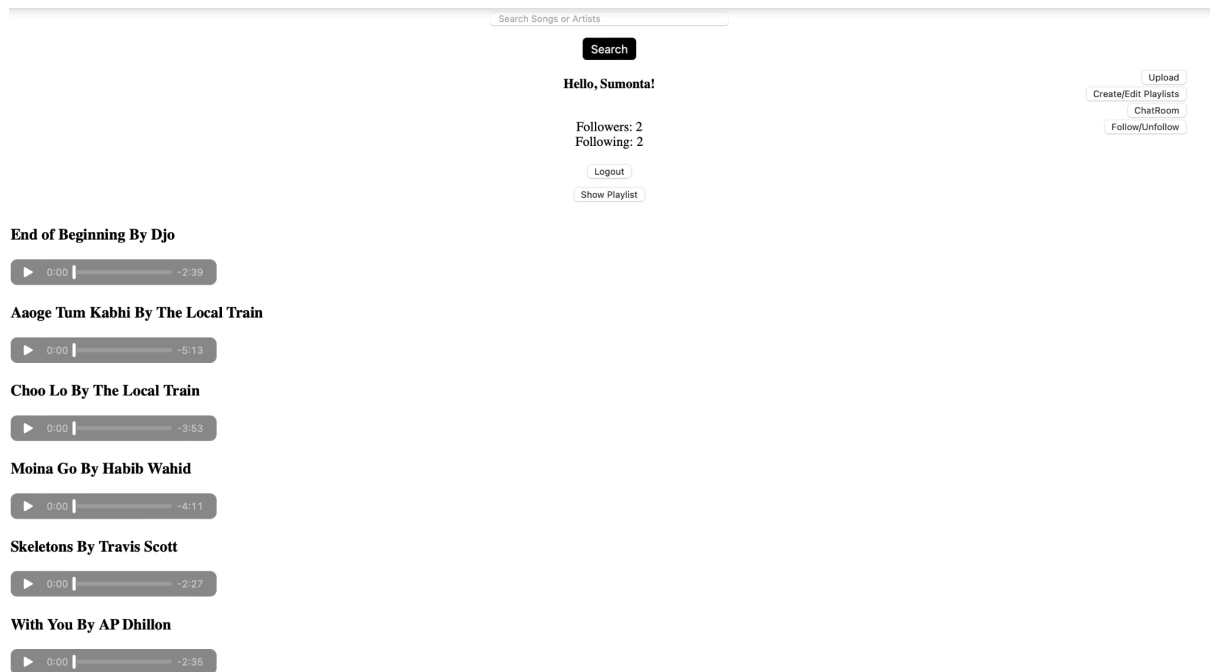 Search Songs or Artists
Search
Hello, Sumonta!
Upload
Create/Edit Playlists
ChatRoom
Follow/Unfollow
Followers: 2
Following: 2
Logout
Show Playlist
End of Beginning By Djo
0:00 -2:39
Aaoge Tum Kabhi By The Local Train
0:00 -5:13
Choo Lo By The Local Train
0:00 -3:53
Moina Go By Habib Wahid
0:00 -4:11
Skeletons By Travis Scott
0:00 -2:27
With You By AP Dhillon
0:00 -2:35